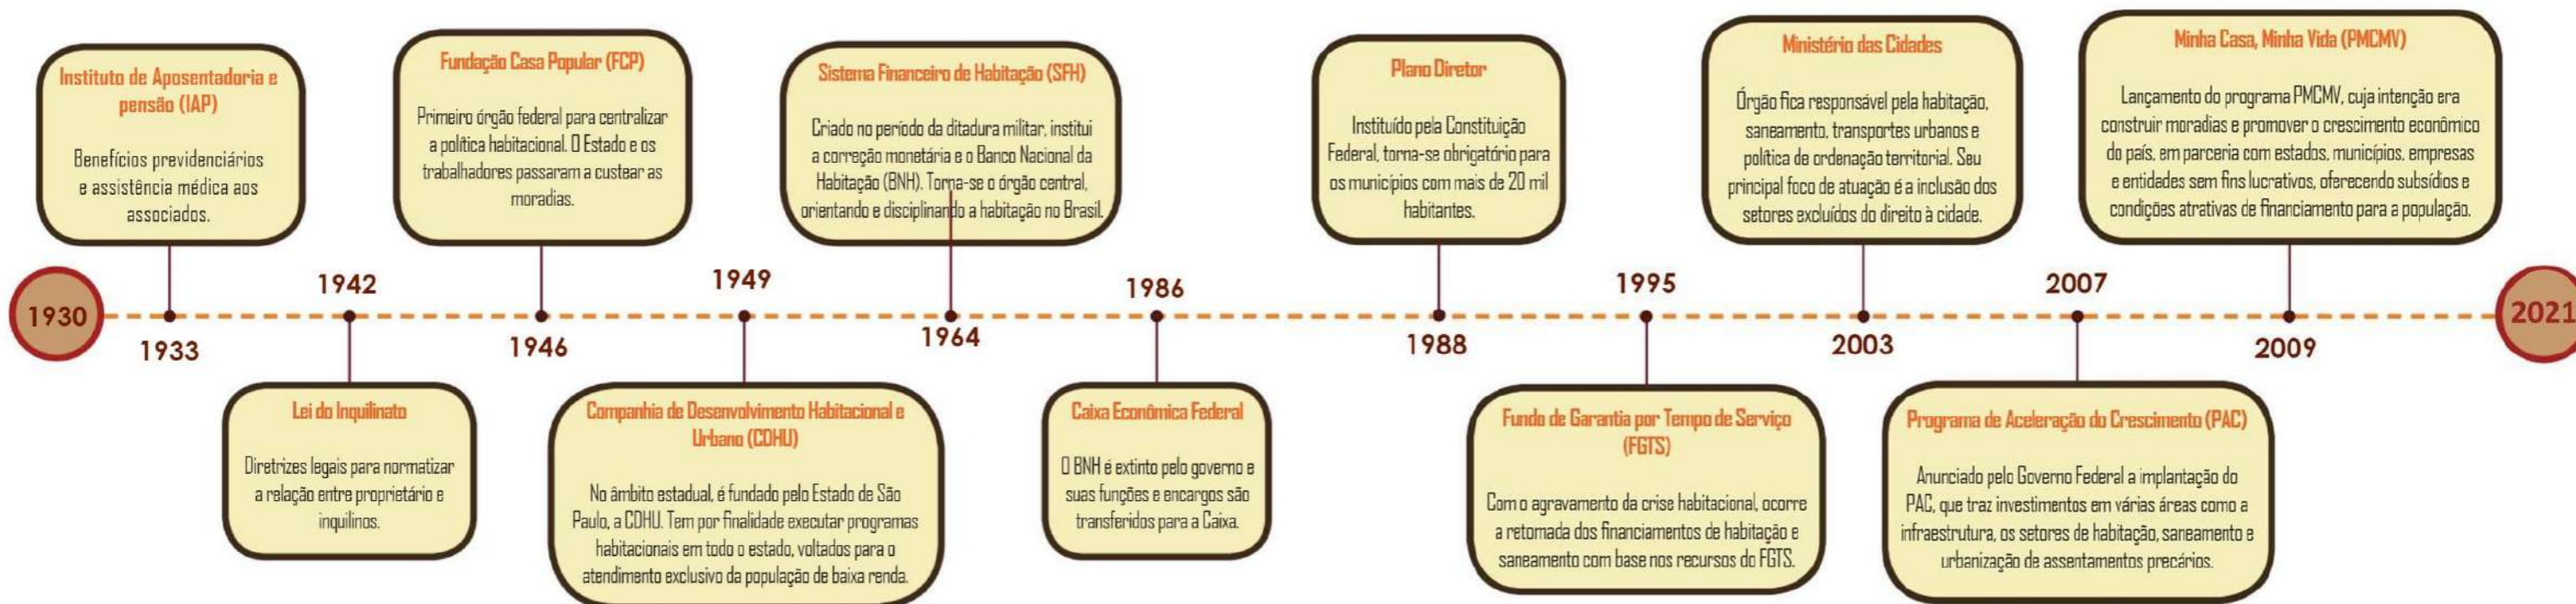 1930
Instituto de Aposentadoria e
pensão (IAP)
Benefícios previdenciários
e assistência médica aos
associados.
1933
1942
Lei do Inquilinato
Diretrizes legais para normatizar
a relação entre proprietário e
inquilinos.
Fundação Casa Popular (FCP)
Primeiro órgão federal para centralizar
a política habitacional. O Estado e os
trabalhadores passaram a custear as
moradias.
1946
1949
Companhia de Desenvolvimento Habitacional e
Urbano (CDHU)
No âmbito estadual, é fundado pelo Estado de São
Paulo, a CDHU. Tem por finalidade executar programas
habitacionais em todo o estado, voltados para o
atendimento exclusivo da população de baixa renda.
Sistema Financeiro de Habitação (SFH)
Criado no período da ditadura militar, institui
a correção monetária e o Banco Nacional da
Habitação (BNH). Torna-se o órgão central,
orientando e disciplinando a habitação no Brasil.
1964
1986
Caixa Econômica Federal
O BNH é extinto pelo governo e
suas funções e encargos são
transferidos para a Caixa.
Plano Diretor
Instituído pela Constituição
Federal, torna-se obrigatório para
os municípios com mais de 20 mil
habitantes.
1988
1995
Fundo de Garantia por Tempo de Serviço
(FGTS)
Com o agravamento da crise habitacional, ocorre
a retomada dos financiamentos de habitação e
saneamento com base nos recursos do FGTS.
Ministério das Cidades
Órgão fica responsável pela habitação,
saneamento, transportes urbanos e
política de ordenação territorial. Seu
principal foco de atuação é a inclusão dos
setores excluídos do direito à cidade.
2003
2007
Programa de Aceleração do Crescimento (PAC)
Anunciado pelo Governo Federal a implantação do
PAC, que traz investimentos em várias áreas como a
infraestrutura, os setores de habitação, saneamento e
urbanização de assentamentos precários.
Minha Casa, Minha Vida (PMCMV)
Lançamento do programa PMCMV, cuja intenção era
construir moradias e promover o crescimento econômico
do país, em parceria com estados, municípios, empresas
e entidades sem fins lucrativos, oferecendo subsídios e
condições atrativas de financiamento para a população.
2009
2021